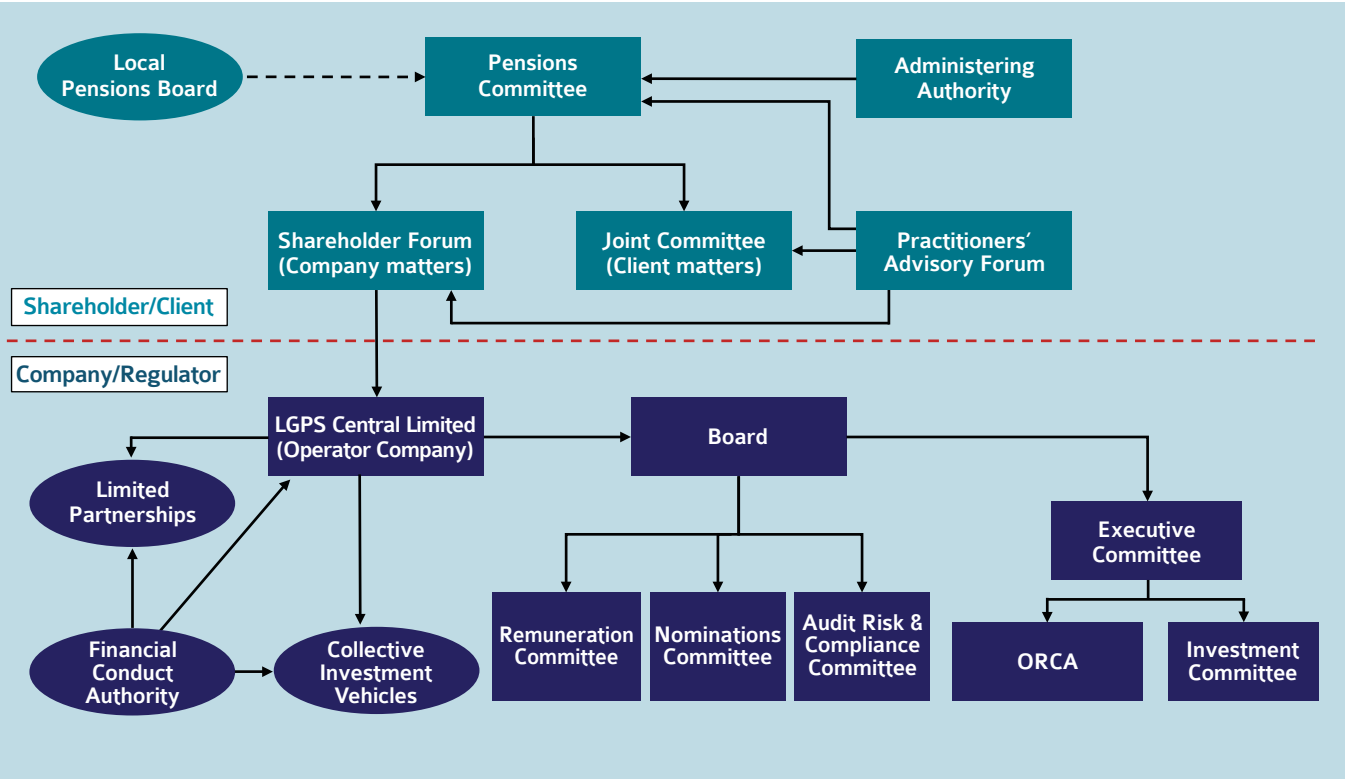 Local
Pensions Board
Pensions
Committee
Administering
Authority
Shareholder Forum
(Company matters)
Joint Committee
(Client matters)
Practitioners’
Advisory Forum
Shareholder/Client
Company/Regulator
LGPS Central Limited
(Operator Company)
Board
Limited
Partnerships
Executive
Committee
Remuneration
Committee
Nominations
Committee
Audit Risk &
Compliance
Committee
ORCA
Investment
Committee
Financial
Conduct
Authority
Collective
Investment
Vehicles